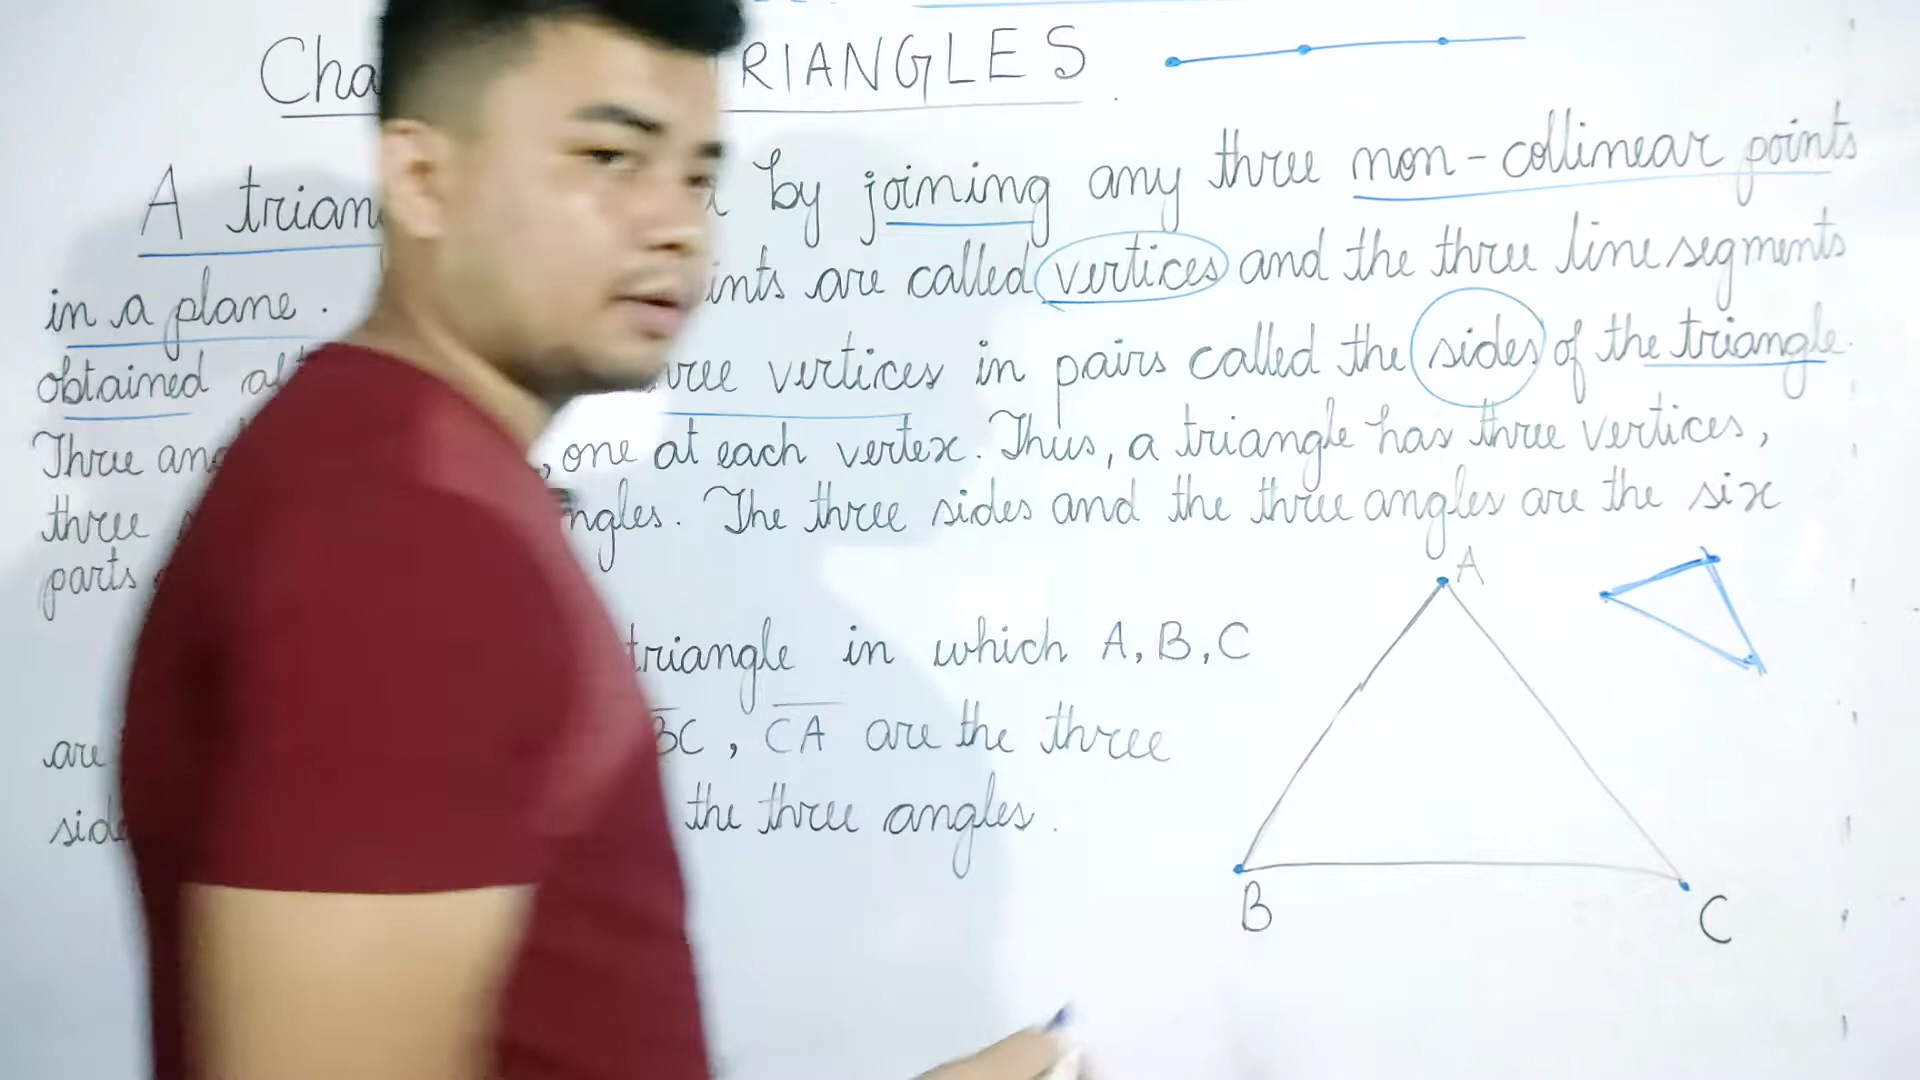 Cha RIANGLES
A trian by joining any three non-collinear points
in a plane. ints are called vertices and the three line segments
obtained ree vertices in pairs called the sides of the triangle.
Three ang , one at each vertex. Thus, a triangle has three vertices,
three ngles. The three sides and the three angles are the six
parts
triangle in which A, B, C
are BC, CA are the three
side the three angles.
A
B
C